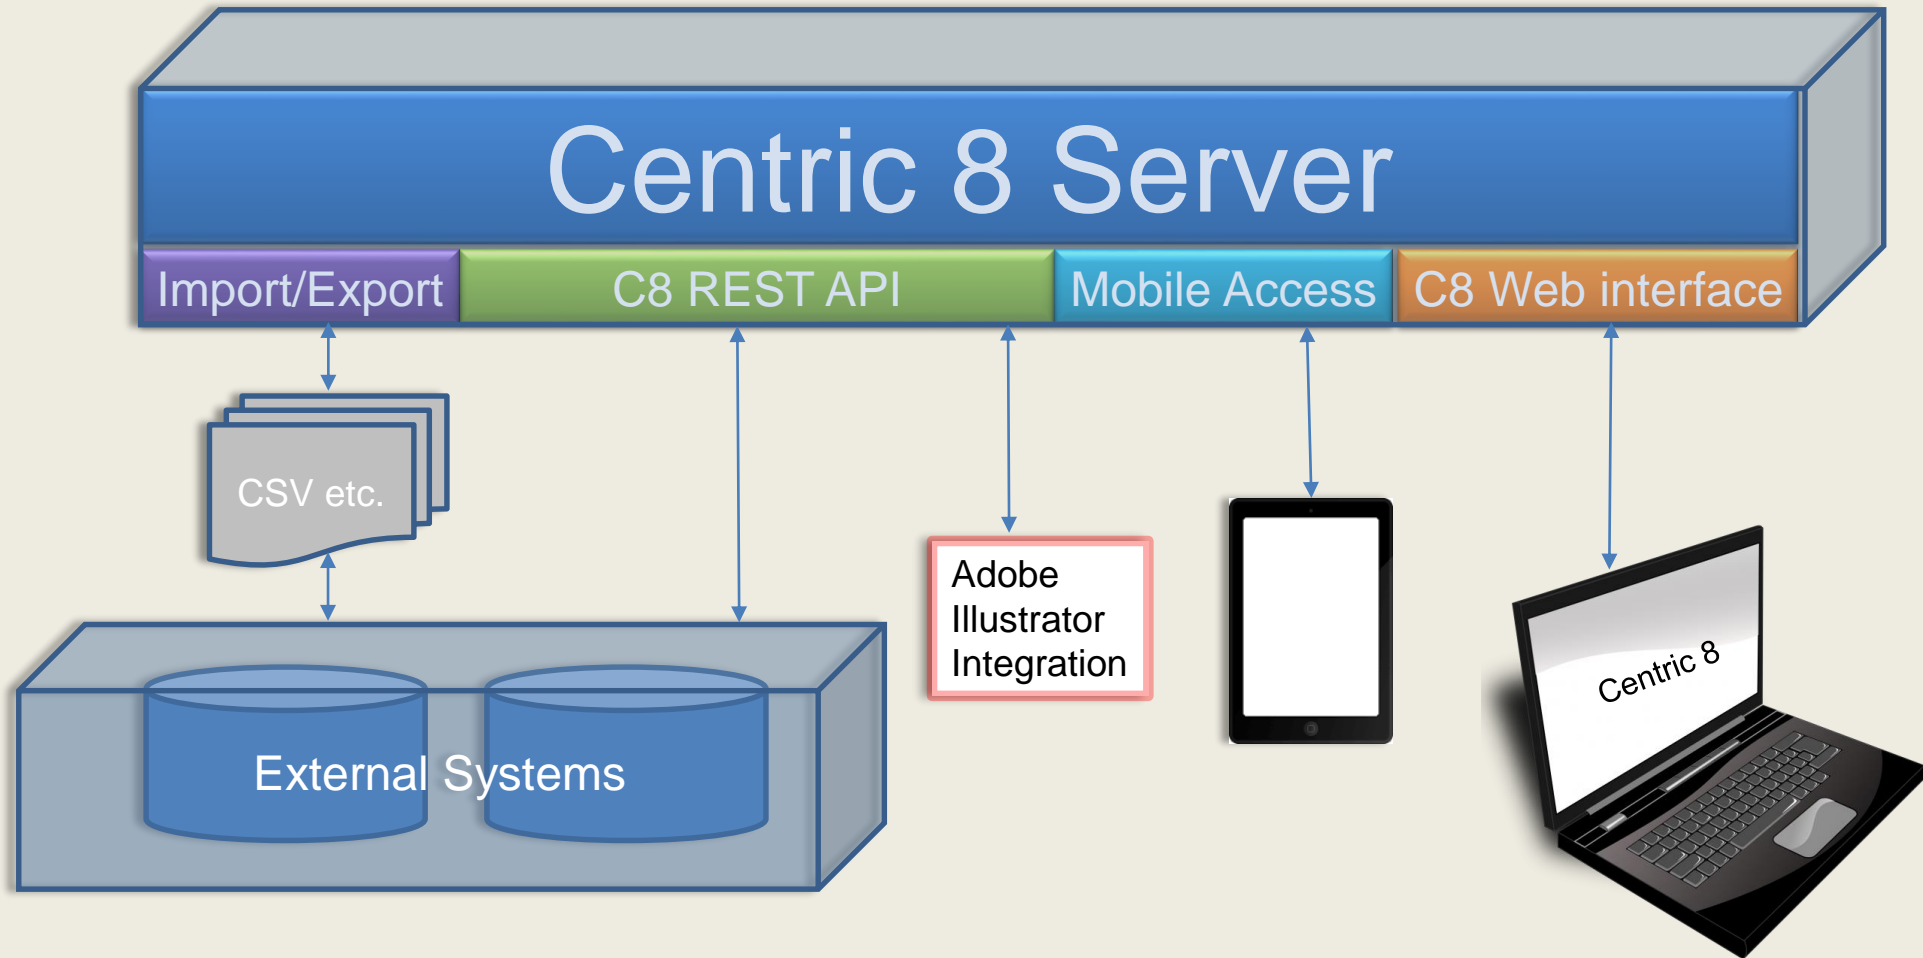 Centric 8 Server
Import/Export
C8 REST API
Mobile Access
C8 Web interface
CSV etc.
Adobe
Illustrator
Integration
Centric 8
External Systems